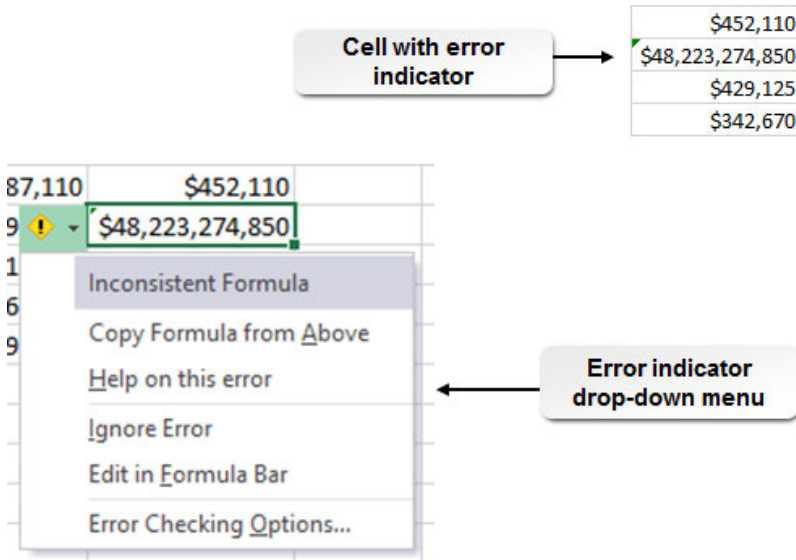 Cell with error
indicator
$452,110
$48,223,274,850
$429,125
$342,670
87,110 $452,110
9 $48,223,274,850
1
6
9
Inconsistent Formula
Copy Formula from Above
Help on this error
Ignore Error
Edit in Formula Bar
Error Checking Options...
Error indicator
drop-down menu